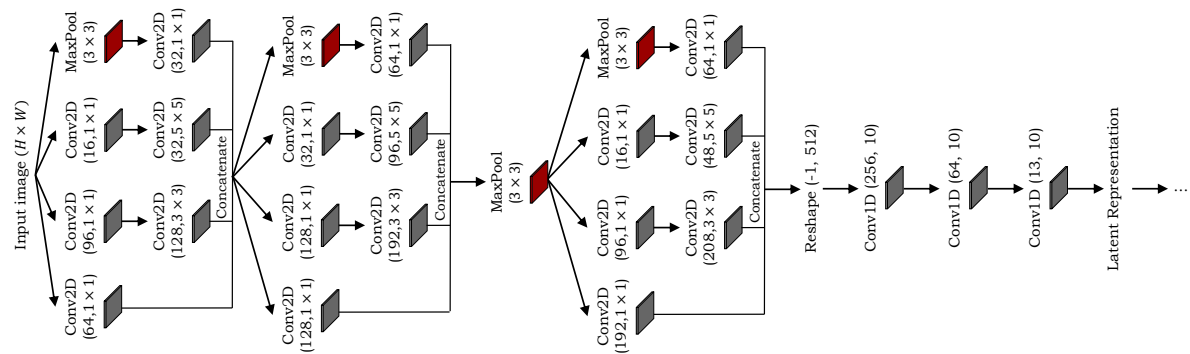 Input image (H × W)
MaxPool
(3 × 3)
Conv2D
(32,1 × 1)
Conv2D
(16,1 × 1)
Conv2D
(32,5 × 5)
Conv2D
(96,1 × 1)
Conv2D
(128,3 × 3)
Conv2D
(64,1 × 1)
Concatenate
MaxPool
(3 × 3)
Conv2D
(64,1 × 1)
Conv2D
(32,1 × 1)
Conv2D
(96,5 × 5)
Conv2D
(128,1 × 1)
Conv2D
(192,3 × 3)
Conv2D
(128,1 × 1)
Concatenate
MaxPool
(3 × 3)
MaxPool
(3 × 3)
Conv2D
(64,1 × 1)
Conv2D
(16,1 × 1)
Conv2D
(48,5 × 5)
Conv2D
(96,1 × 1)
Conv2D
(208,3 × 3)
Conv2D
(192,1 × 1)
Concatenate
Reshape (-1, 512)
Conv1D (256, 10)
Conv1D (64, 10)
Conv1D (13, 10)
Latent Representation
...